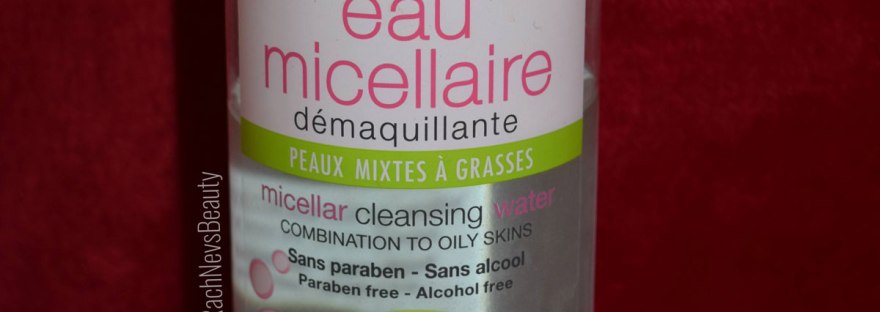 eau
micellaire
démaquillante
PEAUX MIXTES À GRASSES
micellar cleansing water
COMBINATION TO OILY SKINS
Sans paraben - Sans alcool
Paraben free - Alcohol free
RachNevsBeauty